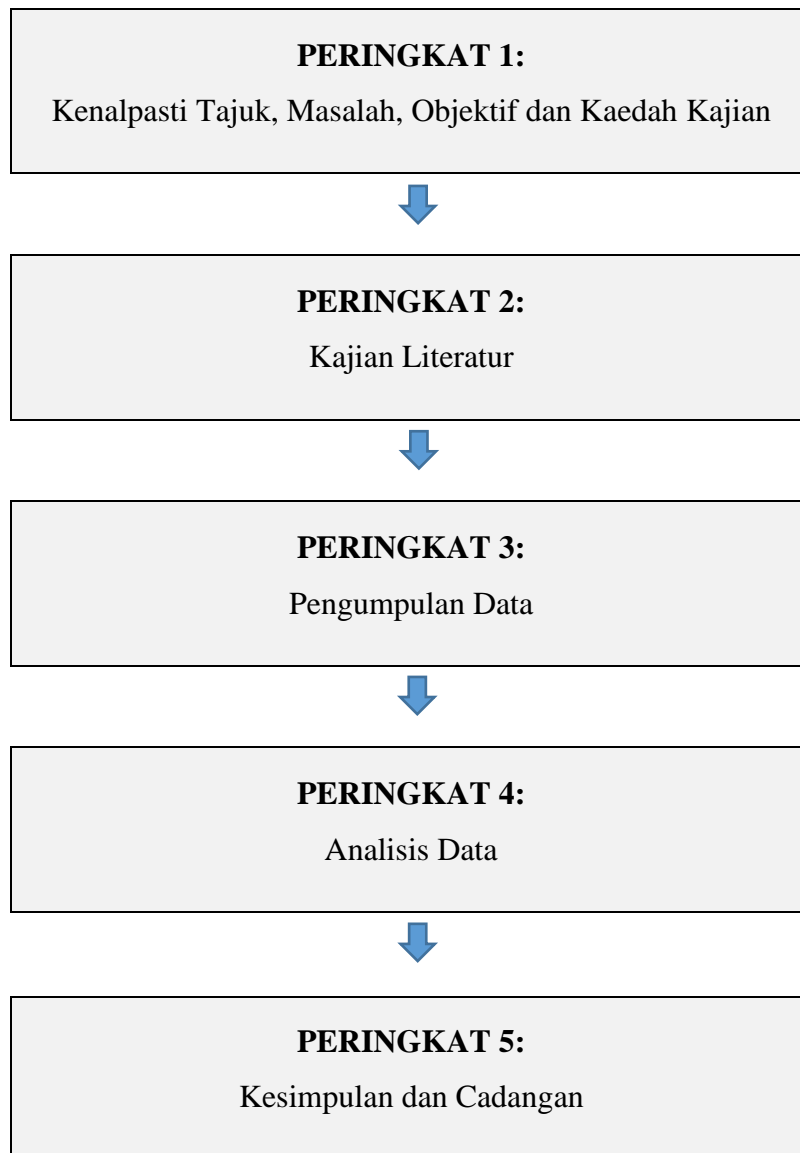 PERINGKAT 1:
Kenalpasti Tajuk, Masalah, Objektif dan Kaedah Kajian
PERINGKAT 2:
Kajian Literatur
PERINGKAT 3:
Pengumpulan Data
PERINGKAT 4:
Analisis Data
PERINGKAT 5:
Kesimpulan dan Cadangan